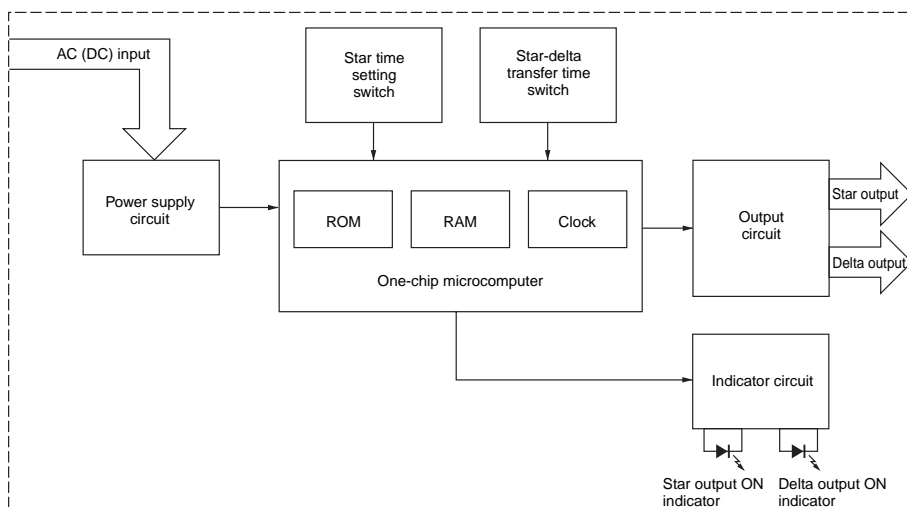 AC (DC) input
Star time
setting
switch
Star-delta
transfer time
switch
Power supply
circuit
ROM
RAM
Clock
One-chip microcomputer
Output
circuit
Star output
Delta output
Indicator circuit
Star output ON
indicator
Delta output ON
indicator